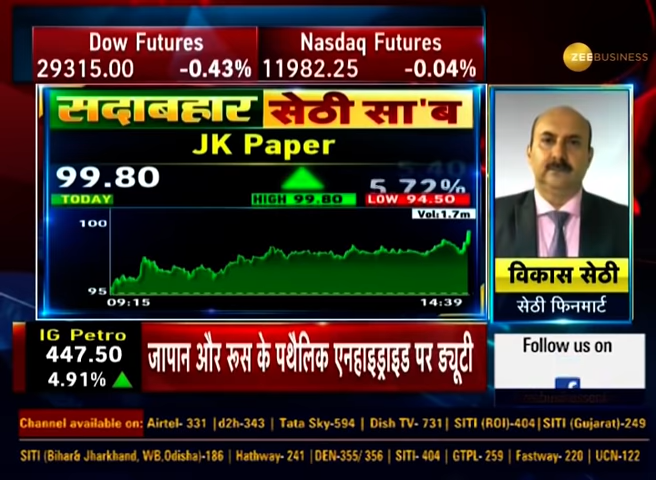 Dow Futures
29315.00 -0.43%
Nasdaq Futures
11982.25 -0.04%
ZEEBUSINESS
सदाबहार सेठी सा'ब
JK Paper
99.80
5.72%
TODAY HIGH 99.80 LOW 94.50
Vol:1.7m
100
95
09:15 14:39
विकास सेठी
सेठी फिनमार्ट
IG Petro
447.50
4.91%
जापान और रूस के पथैलिक एनहाइड्राइड पर ड्यूटी
Follow us on
Channel available on: Airtel- 331 |d2h-343 | Tata Sky-594 | Dish TV- 731| SITI (ROI)-404|SITI (Gujarat)-249
SITI (Bihar& Jharkhand, WB,Odisha)-186 | Hathway- 241 |DEN-355/ 356 | SITI- 404 | GTPL- 259 | Fastway- 220 | UCN-122